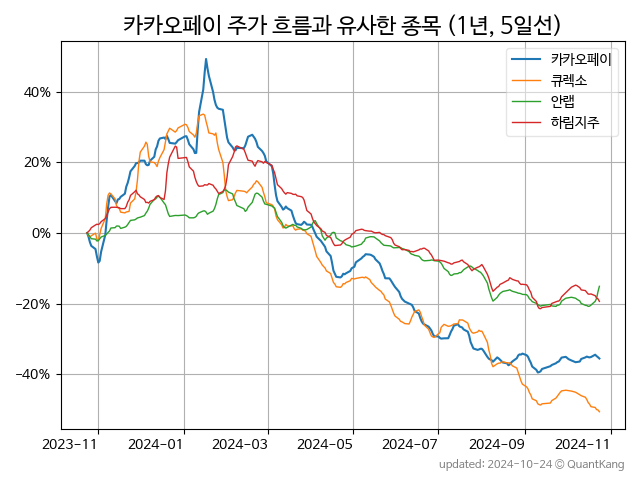 카카오페이 주가 흐름과 유사한 종목 (1년, 5일선)
카카오페이
큐렉소
안랩
하림지주
40%
20%
0%
−20%
−40%
2023−11
2024−01
2024−03
2024−05
2024−07
2024−09
2024−11
updated: 2024-10-24 © QuantKang